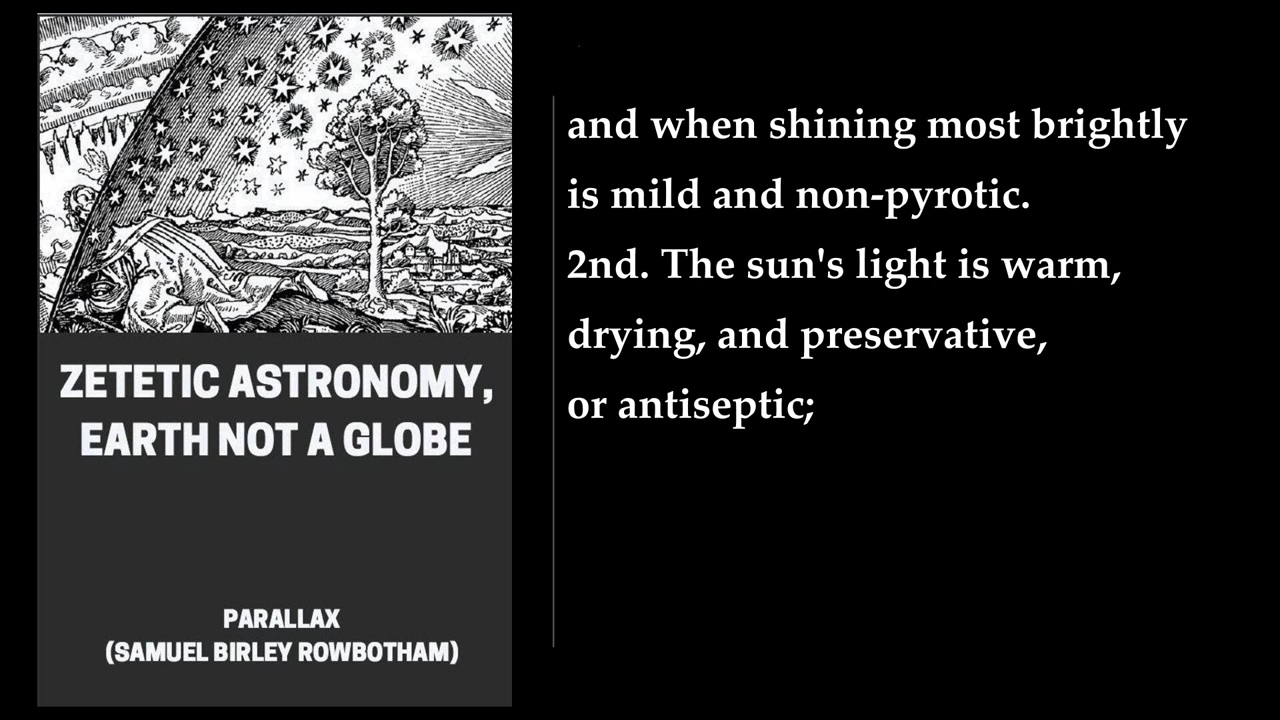 ZETETIC ASTRONOMY,
EARTH NOT A GLOBE
PARALLAX
(SAMUEL BIRLEY ROWBOTHAM)
and when shining most brightly
is mild and non-pyrotic.
2nd. The sun's light is warm,
drying, and preservative,
or antiseptic;